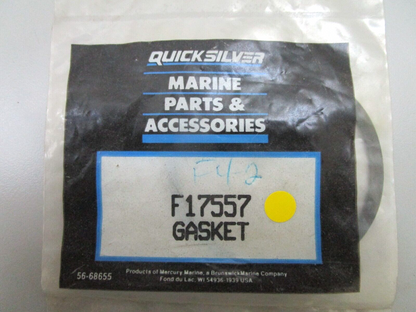 QUICKSILVER
MARINE
PARTS &
ACCESSORIES
F4-2
F17557
GASKET
56-68655
Products of Mercury Marine, a Brunswick Marine Company
Fond du Lac, WI 54936-1939 USA